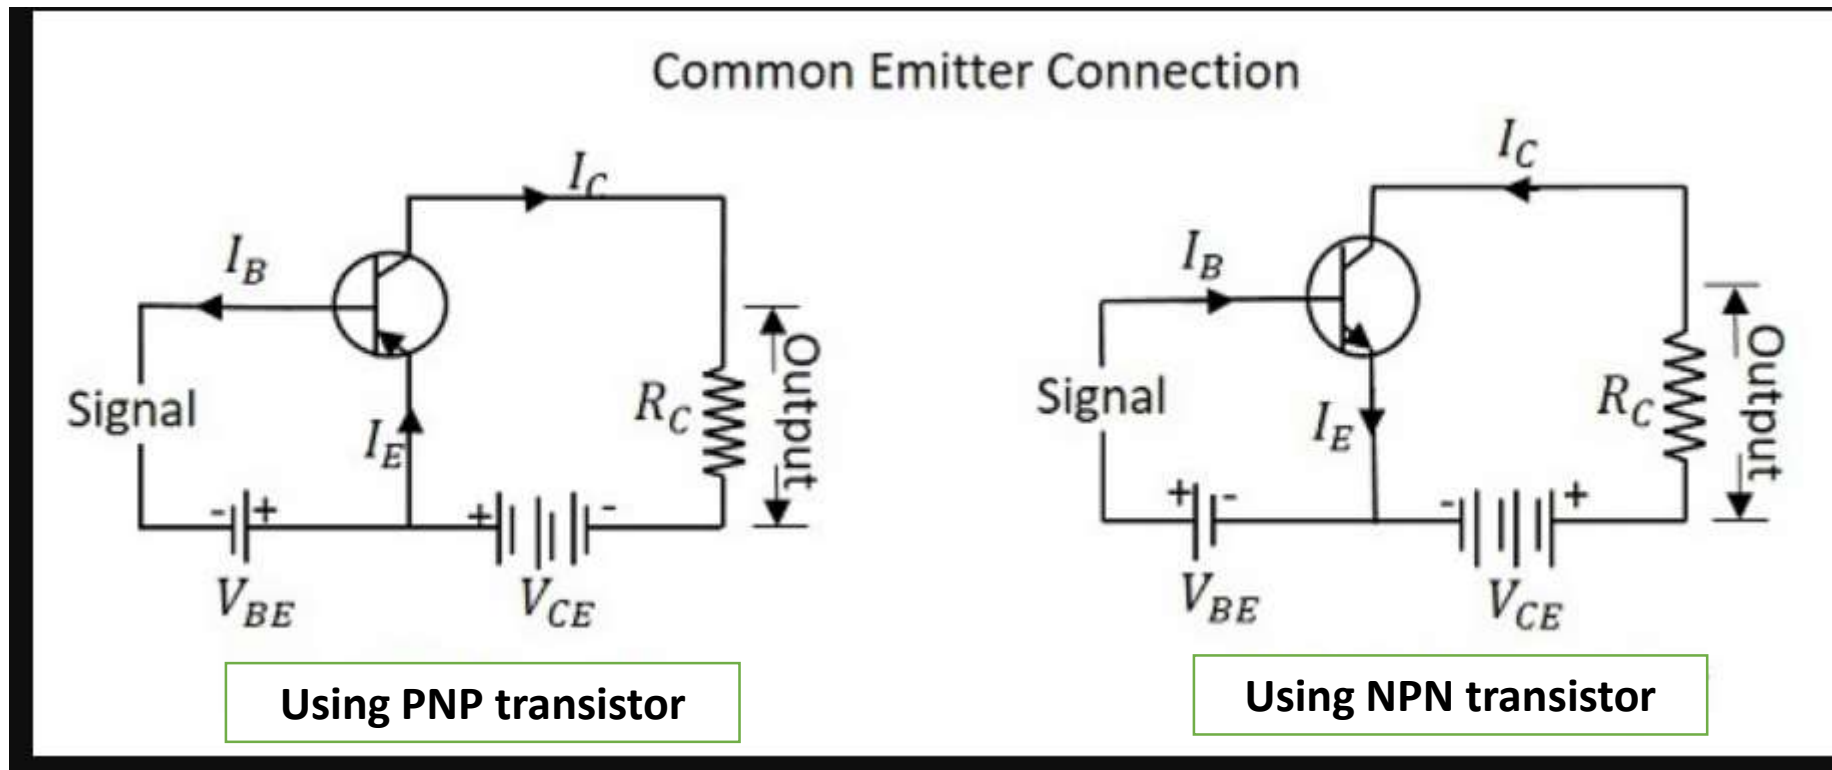 Common Emitter Connection
I_C
I_B
Signal
I_E
R_C
Output
- +
+ -
V_BE
V_CE
Using PNP transistor
I_C
I_B
Signal
I_E
R_C
Output
+ -
- +
V_BE
V_CE
Using NPN transistor